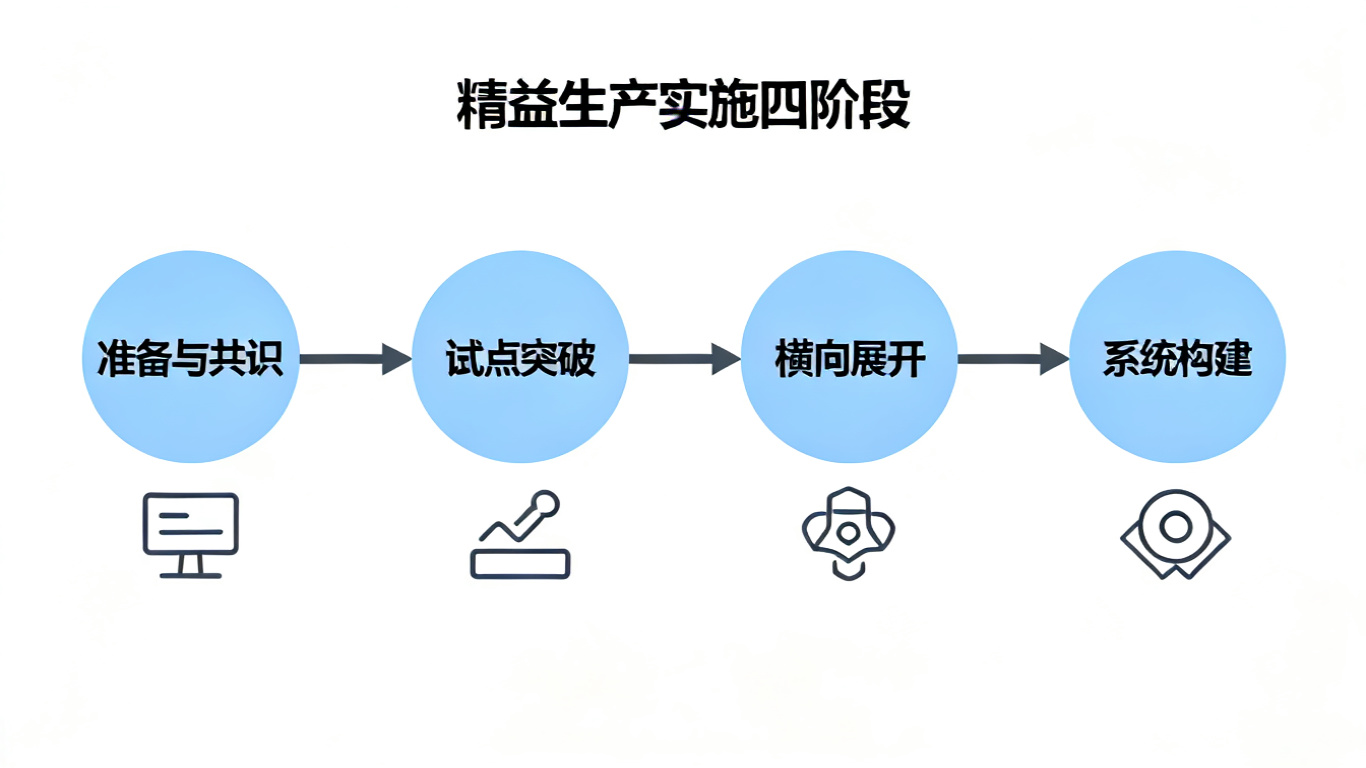 精益生产实施四阶段
准备与共识
试点突破
横向展开
系统构建